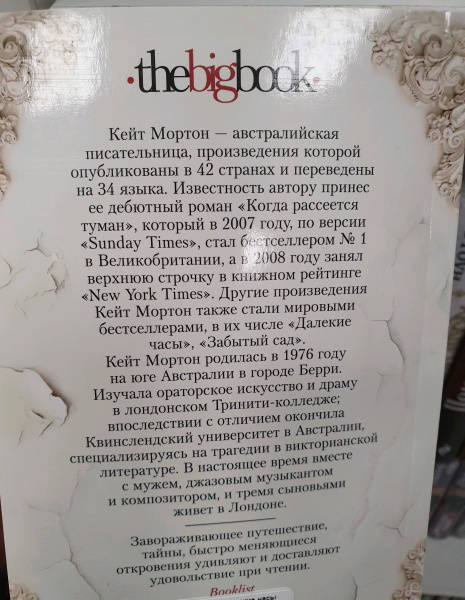 ·thebigbook·
Кейт Мортон — австралийская
писательница, произведения которой
опубликованы в 42 странах и переведены
на 34 языка. Известность автору принес
ее дебютный роман «Когда рассеется
туман», который в 2007 году, по версии
«Sunday Times», стал бестселлером № 1
в Великобритании, а в 2008 году занял
верхнюю строчку в книжном рейтинге
«New York Times». Другие произведения
Кейт Мортон также стали мировыми
бестселлерами, в их числе «Далекие
часы», «Забытый сад».
Кейт Мортон родилась в 1976 году
на юге Австралии в городе Берри.
Изучала ораторское искусство и драму
в лондонском Тринити-колледже;
впоследствии с отличием окончила
Квинслендский университет в Австралии,
специализируясь на трагедии в викторианской
литературе. В настоящее время вместе
с мужем, джазовым музыкантом
и композитором, и тремя сыновьями
живет в Лондоне.
Завораживающее путешествие,
тайны, быстро меняющиеся
откровения удивляют и доставляют
удовольствие при чтении.
Booklist